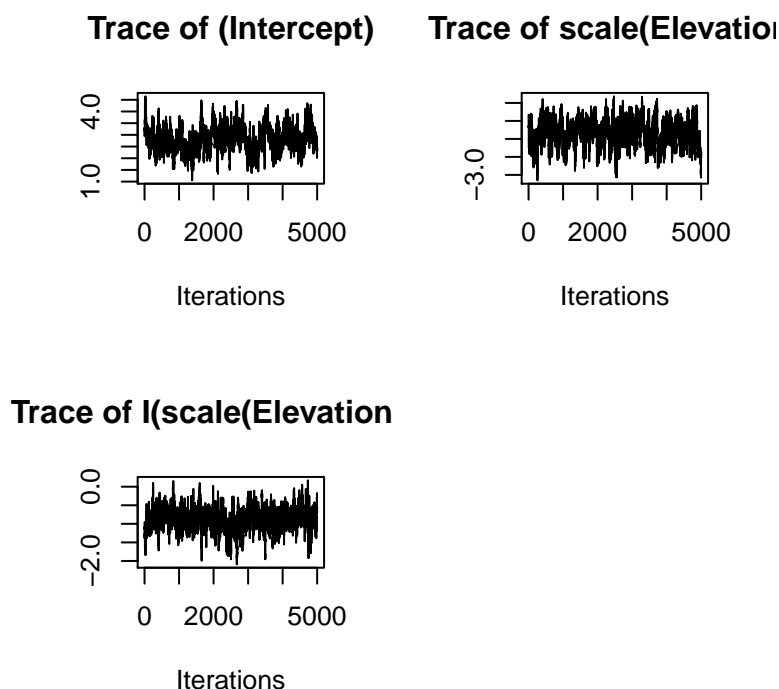 Trace of (Intercept)
4.0
1.0
0 2000 5000
Iterations
Trace of scale(Elevation
−3.0
0 2000 5000
Iterations
Trace of I(scale(Elevation
0.0
−2.0
0 2000 5000
Iterations